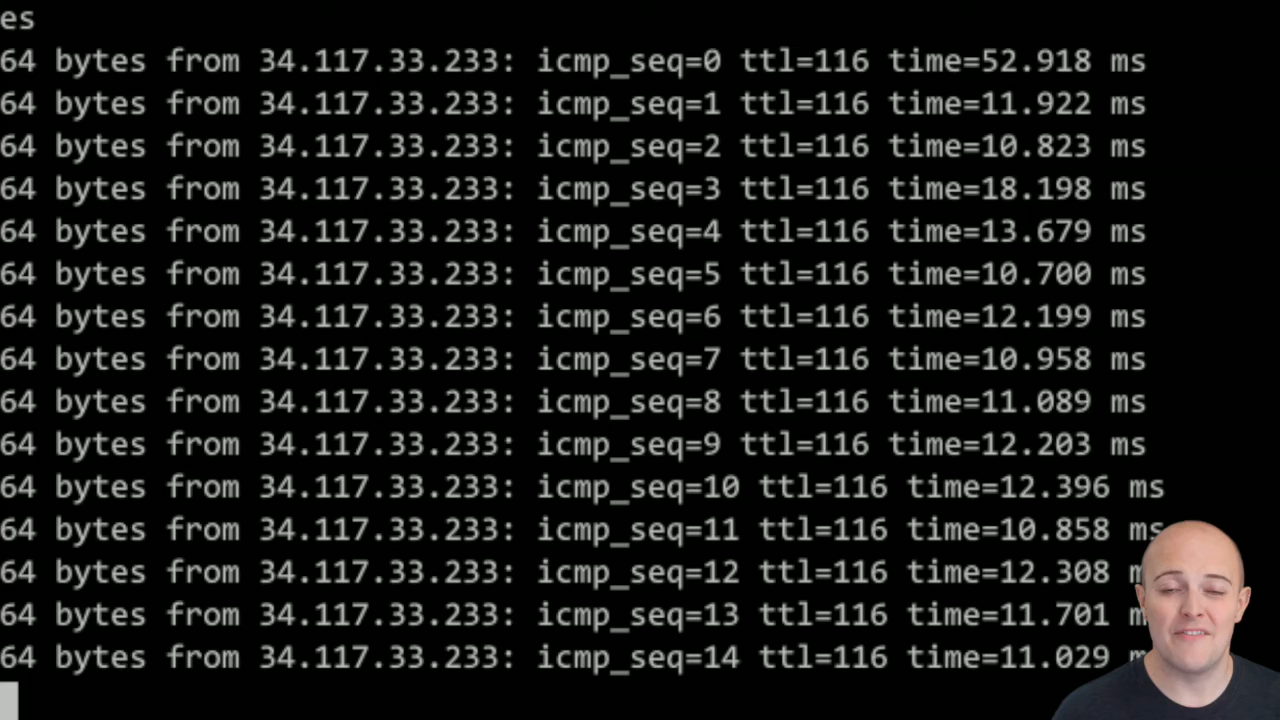 es
64 bytes from 34.117.33.233: icmp_seq=0 ttl=116 time=52.918 ms
64 bytes from 34.117.33.233: icmp_seq=1 ttl=116 time=11.922 ms
64 bytes from 34.117.33.233: icmp_seq=2 ttl=116 time=10.823 ms
64 bytes from 34.117.33.233: icmp_seq=3 ttl=116 time=18.198 ms
64 bytes from 34.117.33.233: icmp_seq=4 ttl=116 time=13.679 ms
64 bytes from 34.117.33.233: icmp_seq=5 ttl=116 time=10.700 ms
64 bytes from 34.117.33.233: icmp_seq=6 ttl=116 time=12.199 ms
64 bytes from 34.117.33.233: icmp_seq=7 ttl=116 time=10.958 ms
64 bytes from 34.117.33.233: icmp_seq=8 ttl=116 time=11.089 ms
64 bytes from 34.117.33.233: icmp_seq=9 ttl=116 time=12.203 ms
64 bytes from 34.117.33.233: icmp_seq=10 ttl=116 time=12.396 ms
64 bytes from 34.117.33.233: icmp_seq=11 ttl=116 time=10.858 ms
64 bytes from 34.117.33.233: icmp_seq=12 ttl=116 time=12.308 m
64 bytes from 34.117.33.233: icmp_seq=13 ttl=116 time=11.701 m
64 bytes from 34.117.33.233: icmp_seq=14 ttl=116 time=11.029 m